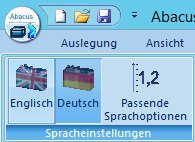 Abacus
Abacus
Auslegung Ansicht
1,2
Englisch Deutsch Passende
Sprachoptionen
Spracheinstellungen